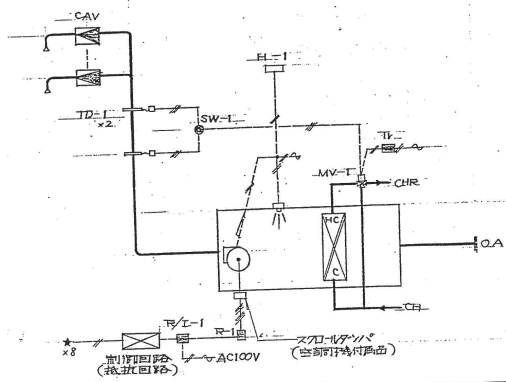 CAV
H-1
TD-1
×2
SW-1
Tr
MV-1
CHR
HC
C
O.A
CH
R/I-1
R-1
★
×8
AC100V
制御回路
(抵抗回路)
スクロールダンパ
(空調機付属品)